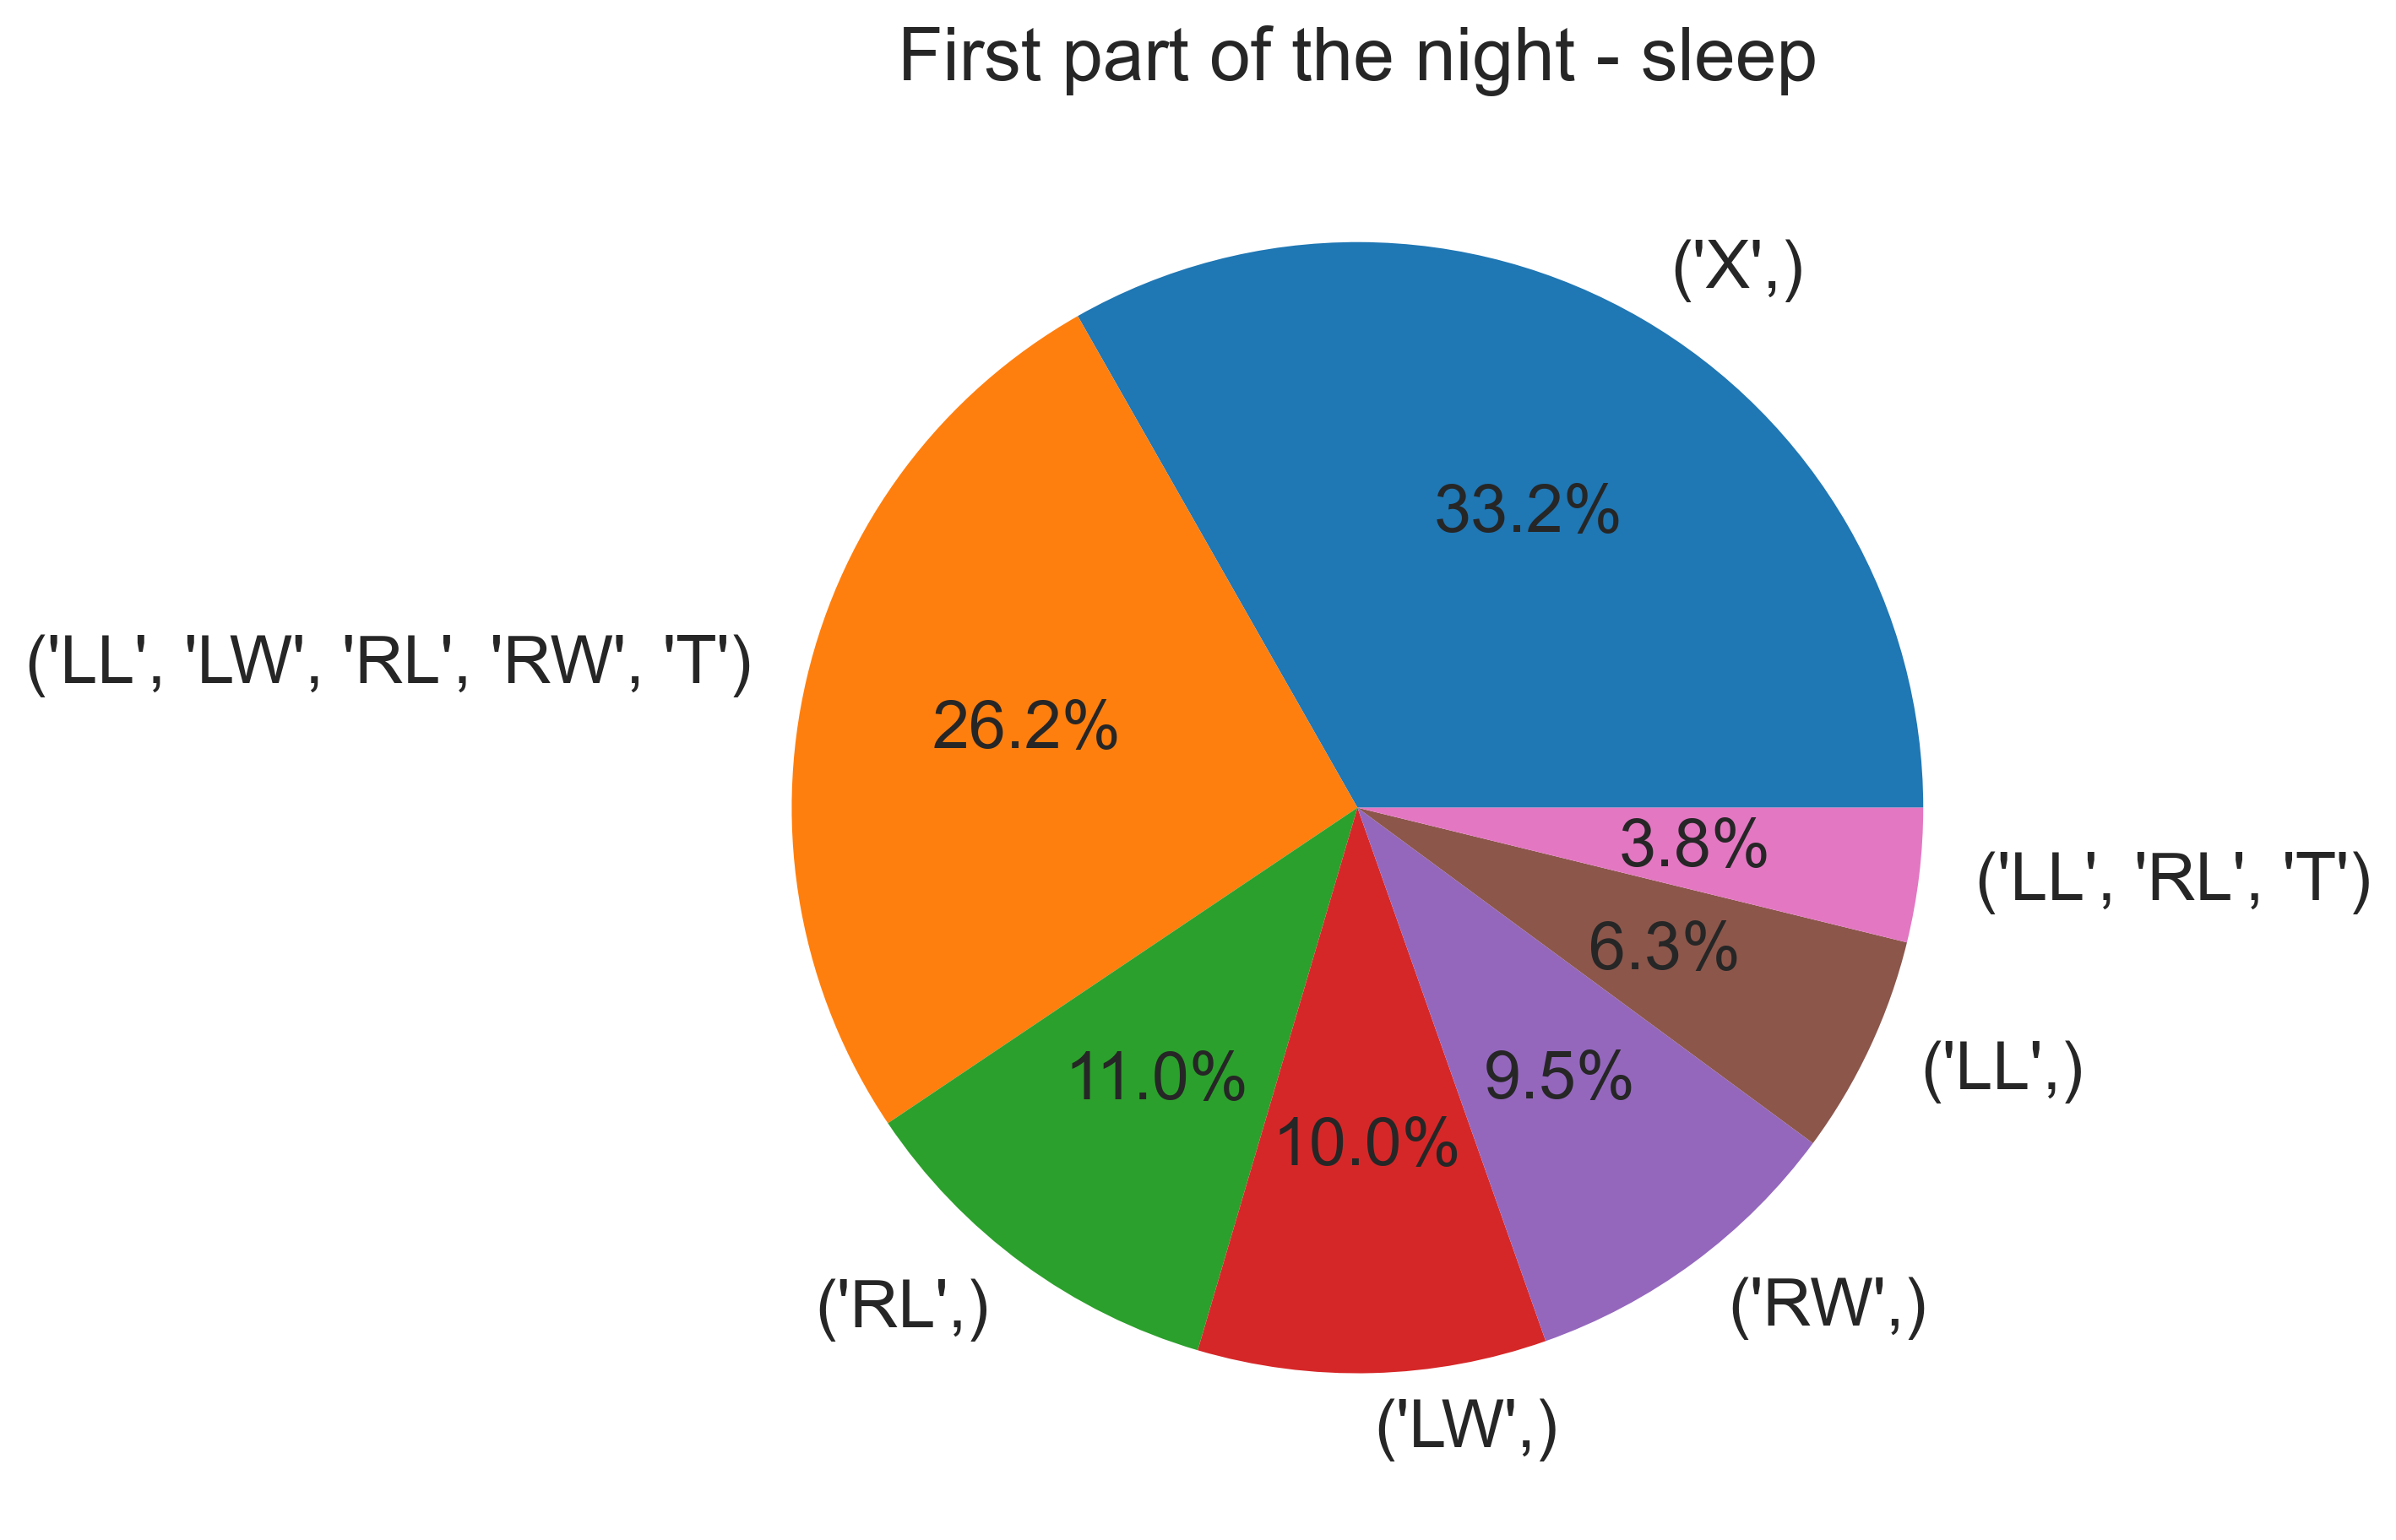 First part of the night - sleep
('X',)
33.2%
('LL', 'LW', 'RL', 'RW', 'T')
26.2%
3.8%
('LL', 'RL', 'T')
6.3%
('LL',)
11.0%
9.5%
10.0%
('RL',)
('RW',)
('LW',)